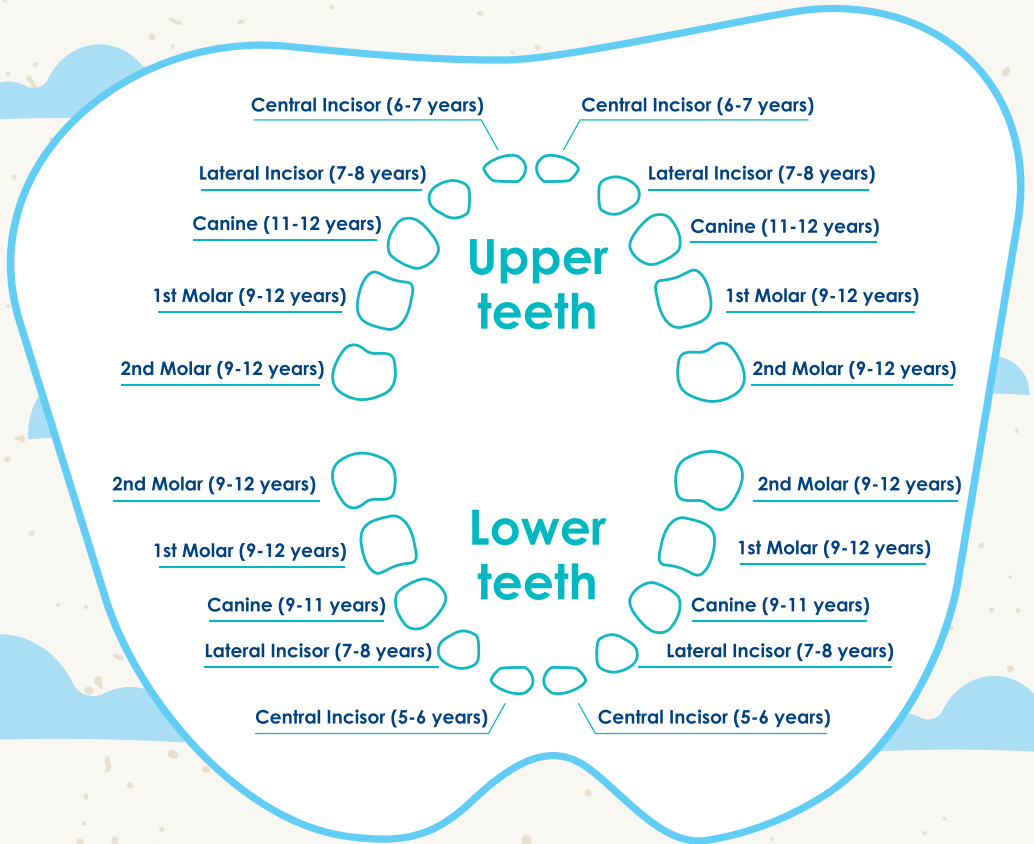 Central Incisor (6-7 years)
Central Incisor (6-7 years)
Lateral Incisor (7-8 years)
Lateral Incisor (7-8 years)
Canine (11-12 years)
Canine (11-12 years)
Upper
teeth
1st Molar (9-12 years)
1st Molar (9-12 years)
2nd Molar (9-12 years)
2nd Molar (9-12 years)
2nd Molar (9-12 years)
2nd Molar (9-12 years)
Lower
teeth
1st Molar (9-12 years)
1st Molar (9-12 years)
Canine (9-11 years)
Canine (9-11 years)
Lateral Incisor (7-8 years)
Lateral Incisor (7-8 years)
Central Incisor (5-6 years)
Central Incisor (5-6 years)